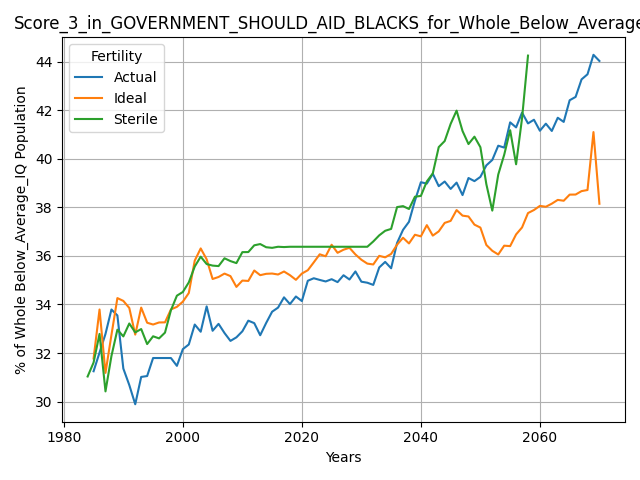 Score_3_in_GOVERNMENT_SHOULD_AID_BLACKS_for_Whole_Below_Average
Fertility
Actual
Ideal
Sterile
% of Whole Below_Average_IQ Population
44
42
40
38
36
34
32
30
1980
2000
2020
2040
2060
Years